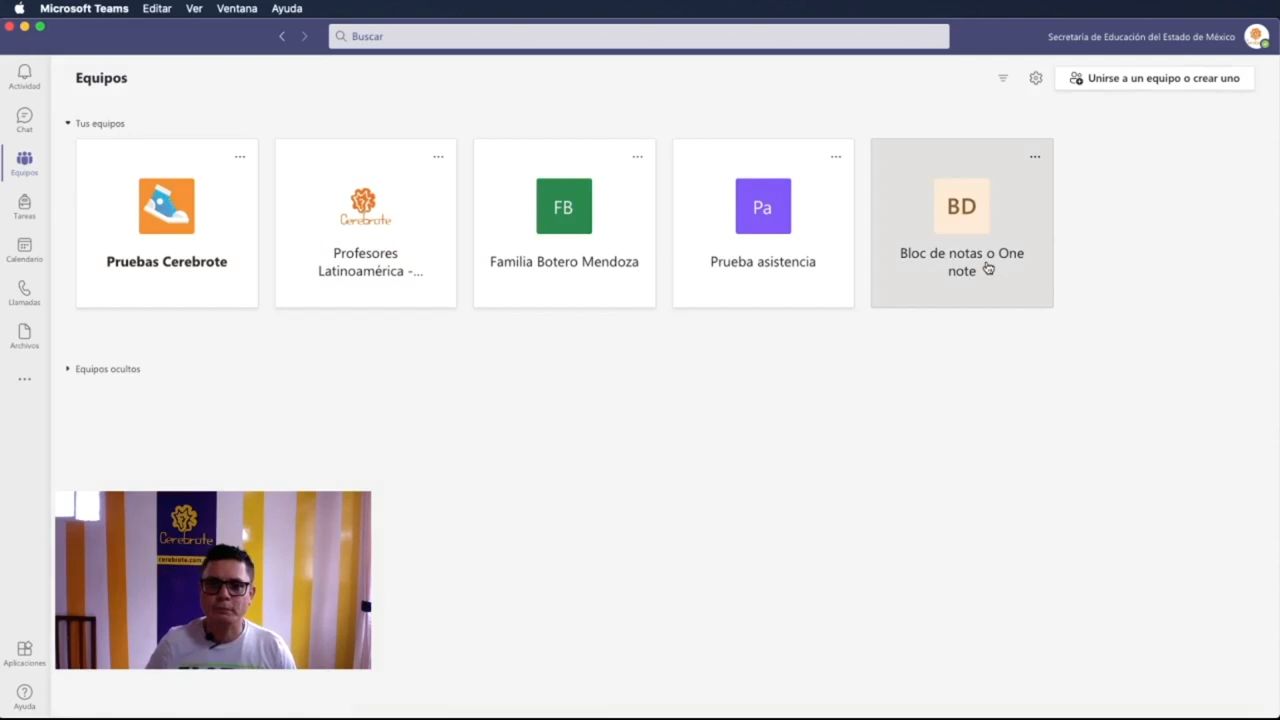 Microsoft Teams Editar Ver Ventana Ayuda
Buscar
Secretaría de Educación del Estado de México
Actividad
Chat
Equipos
Tareas
Calendario
Llamadas
Archivos
Aplicaciones
Ayuda
Equipos
Unirse a un equipo o crear uno
Tus equipos
Pruebas Cerebrote
Cerebrote
Profesores
Latinoamérica -...
FB
Familia Botero Mendoza
Pa
Prueba asistencia
BD
Bloc de notas o One
note
Equipos ocultos
Cerebrote
cerebrote.com